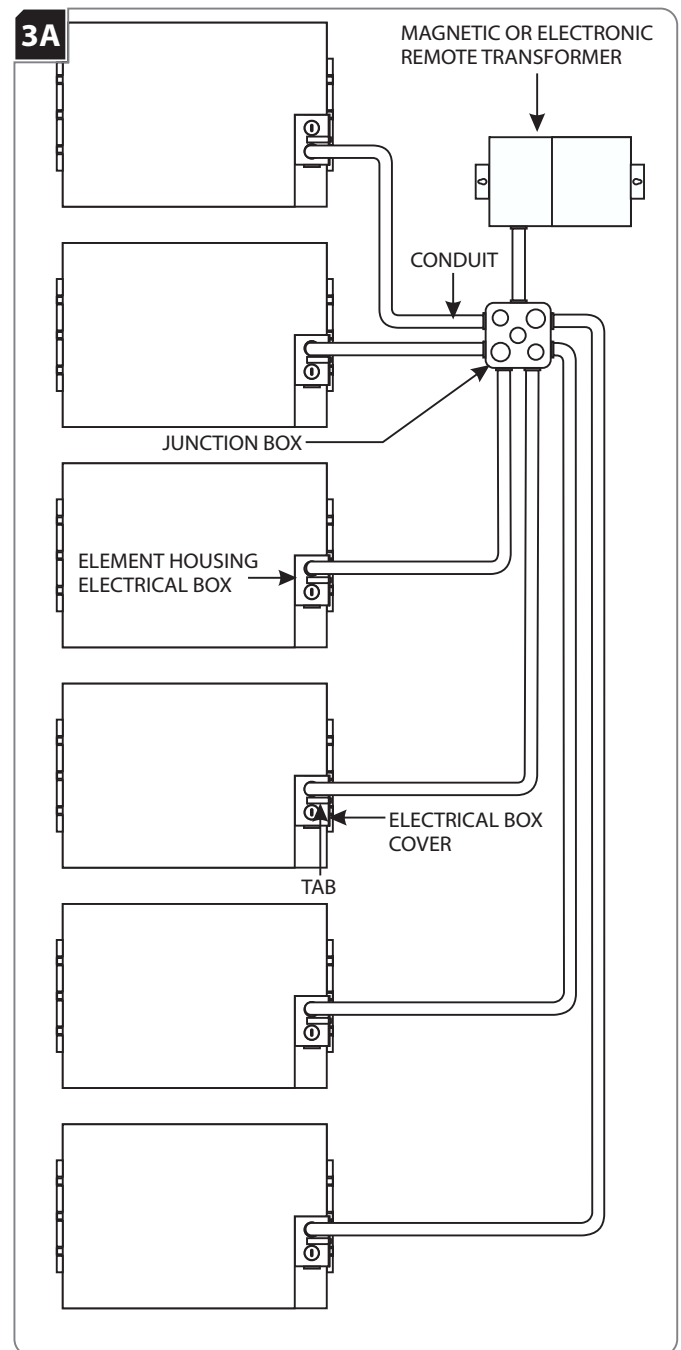 3A
MAGNETIC OR ELECTRONIC
REMOTE TRANSFORMER
CONDUIT
JUNCTION BOX
ELEMENT HOUSING
ELECTRICAL BOX
ELECTRICAL BOX
COVER
TAB